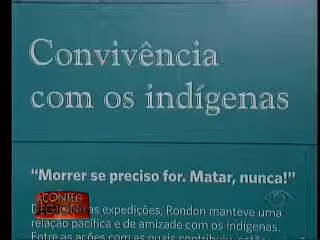 Convivência
com os indígenas
“Morrer se preciso for. Matar, nunca!”
ACONTECE
REGIONAL
as expedições, Rondon manteve uma
relação pacífica e de amizade com os indígenas.
Entre as ações com as quais contribuiu